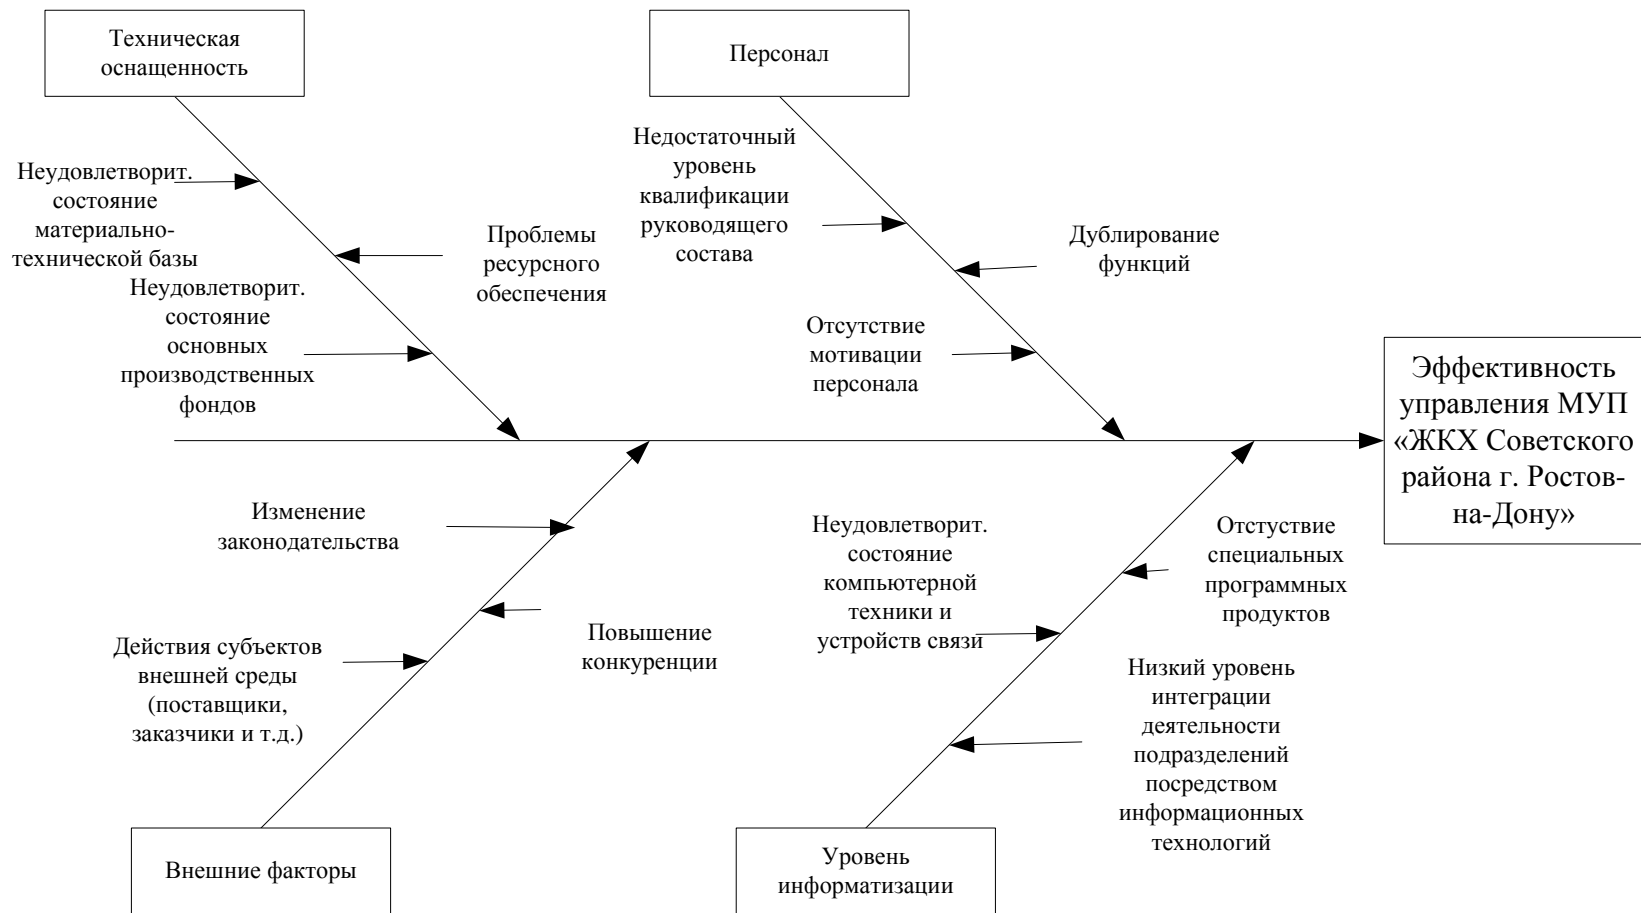 Техническая
оснащенность
Персонал
Неудовлетворит.
состояние
материально-
технической базы
Проблемы
ресурсного
обеспечения
Неудовлетворит.
состояние
основных
производственных
фондов
Недостаточный
уровень
квалификации
руководящего
состава
Дублирование
функций
Отсутствие
мотивации
персонала
Эффективность
управления МУП
«ЖКХ Советского
района г. Ростов-
на-Дону»
Изменение
законодательства
Повышение
конкуренции
Действия субъектов
внешней среды
(поставщики,
заказчики и т.д.)
Неудовлетворит.
состояние
компьютерной
техники и
устройств связи
Отстуствие
специальных
программных
продуктов
Низкий уровень
интеграции
деятельности
подразделений
посредством
информационных
технологий
Внешние факторы
Уровень
информатизации